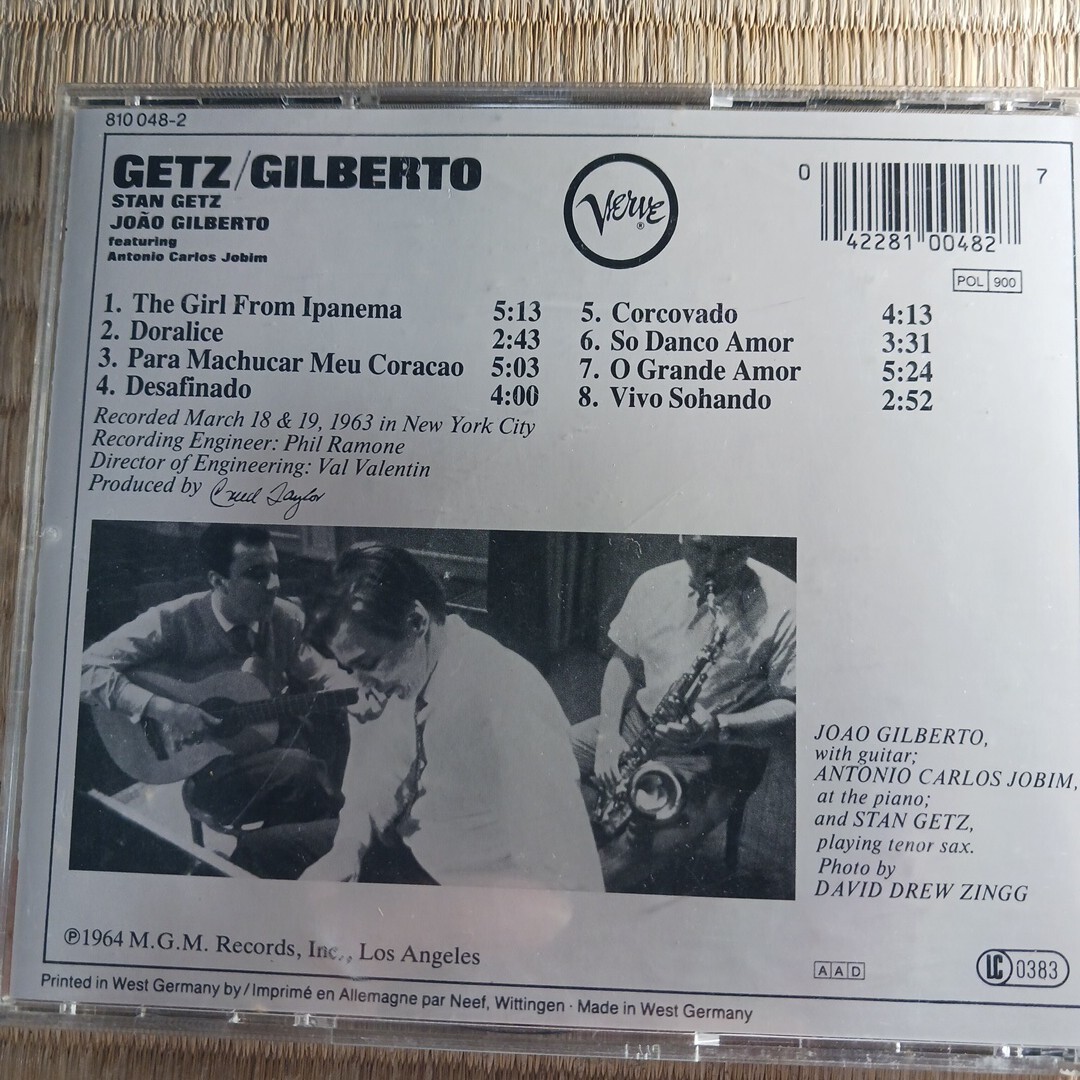 810 048-2
GETZ/GILBERTO
STAN GETZ
JOÃO GILBERTO
featuring
Antonio Carlos Jobim
Verve®
0 42281 00482 7
POL 900
1. The Girl From Ipanema 5:13
2. Doralice 2:43
3. Para Machucar Meu Coracao 5:03
4. Desafinado 4:00
5. Corcovado 4:13
6. So Danco Amor 3:31
7. O Grande Amor 5:24
8. Vivo Sohando 2:52
Recorded March 18 & 19, 1963 in New York City
Recording Engineer: Phil Ramone
Director of Engineering: Val Valentin
Produced by Creed Taylor
JOAO GILBERTO,
with guitar;
ANTONIO CARLOS JOBIM,
at the piano;
and STAN GETZ,
playing tenor sax.
Photo by
DAVID DREW ZINGG
℗1964 M.G.M. Records, Inc., Los Angeles
AAD
LC 0383
Printed in West Germany by / Imprimé en Allemagne par Neef, Wittingen · Made in West Germany